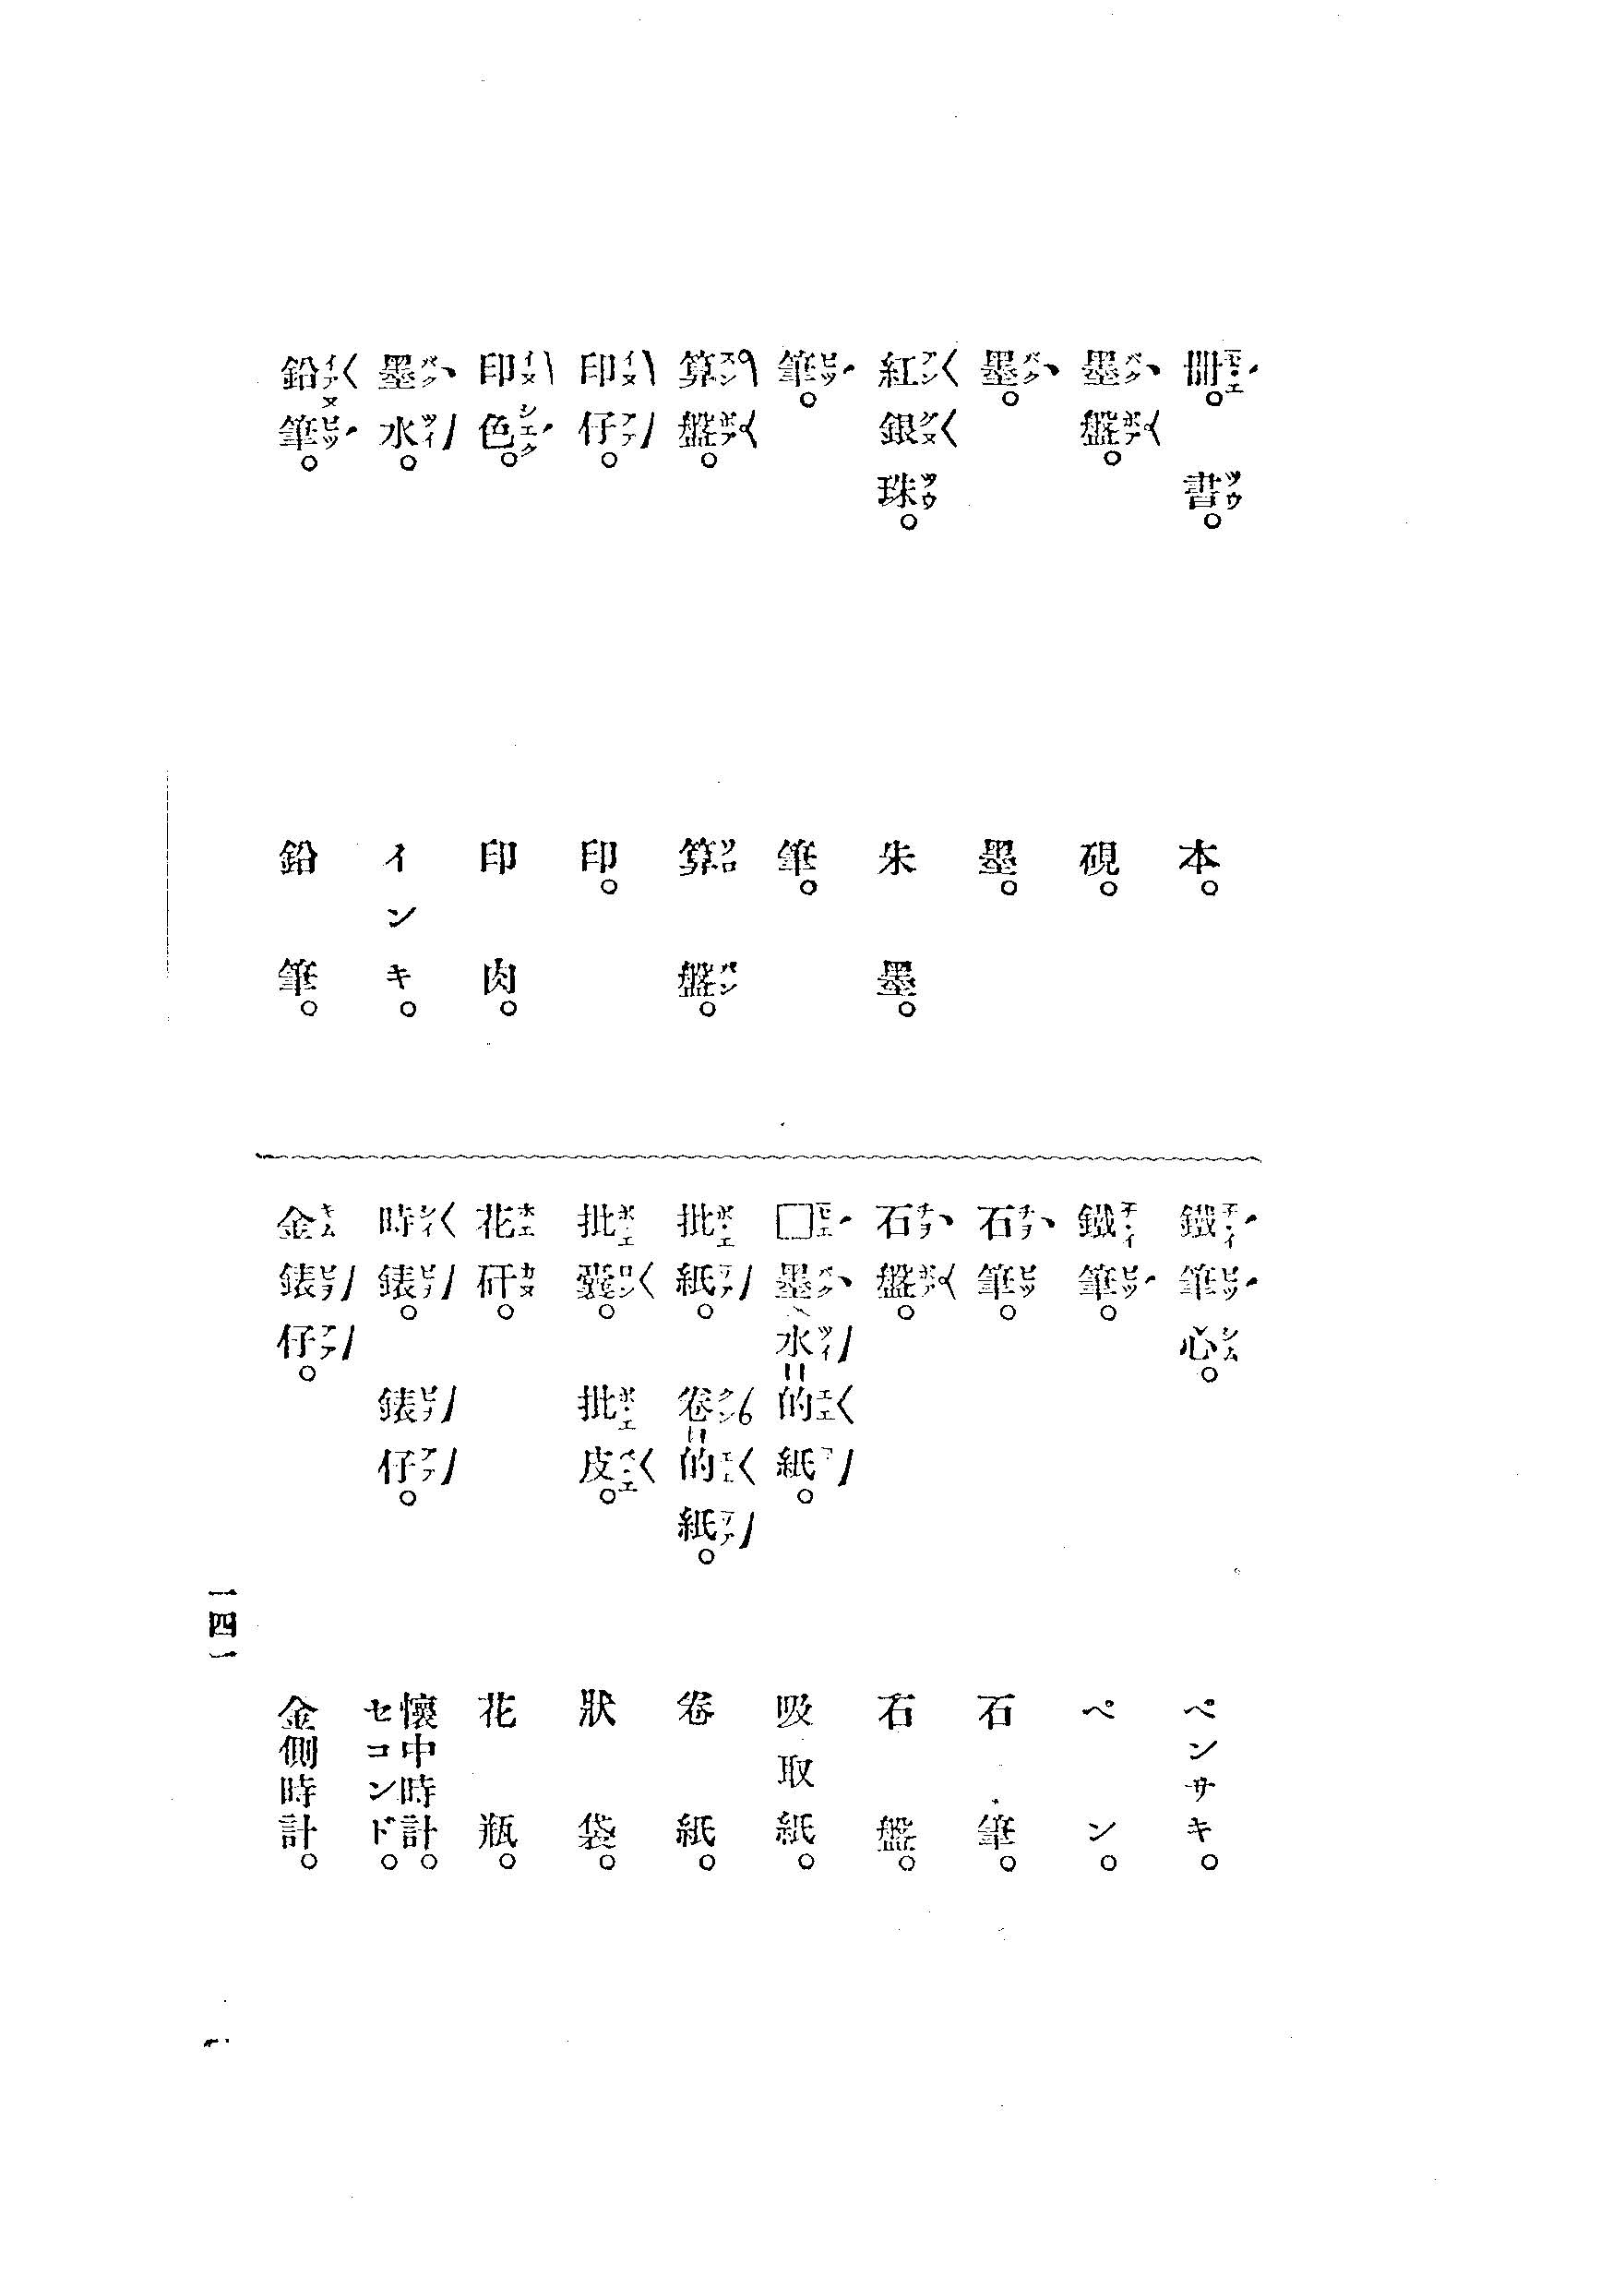 冊。 書。 本。
墨盤。 硯。
墨。 墨。
紅銀珠。 朱墨。
筆。 筆。
算盤。 算盤。
印仔。 印。
印色。 印肉。
墨水。 インキ。
鉛筆。 鉛筆。
鐵筆心。 ペンサキ。
鐵筆。 ペン。
石筆。 石筆。
石盤。 石盤。
□墨水的紙。 吸取紙。
批紙。 卷的紙。 卷紙。
批囊。 批皮。 狀袋。
花矸。 花瓶。
時錶。 錶仔。 懷中時計。 セコンド。
金錶仔。 金側時計。
一四一